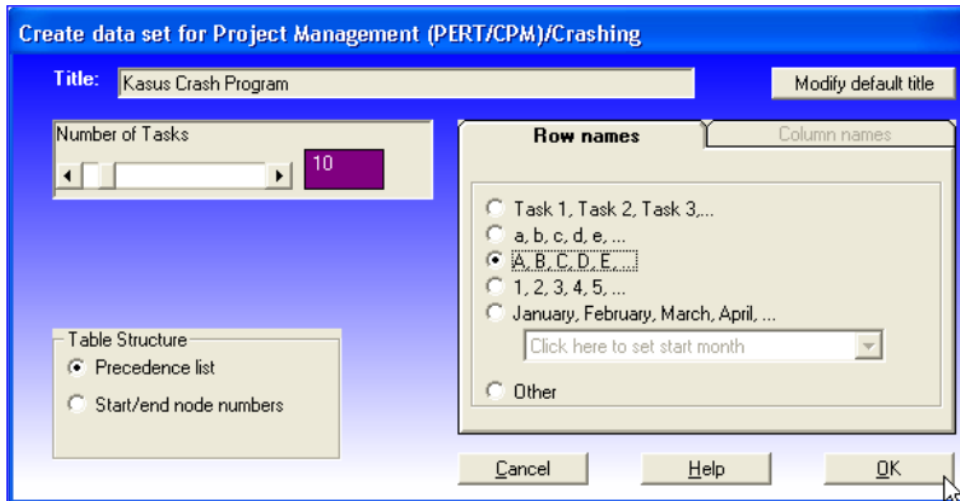 Create data set for Project Management (PERT/CPM)/Crashing
Title: Kasus Crash Program Modify default title
Number of Tasks
10
Row names Column names
Task 1, Task 2, Task 3,...
a, b, c, d, e, ...
A, B, C, D, E, ...
1, 2, 3, 4, 5, ...
January, February, March, April, ...
Click here to set start month
Other
Table Structure
Precedence list
Start/end node numbers
Cancel Help OK